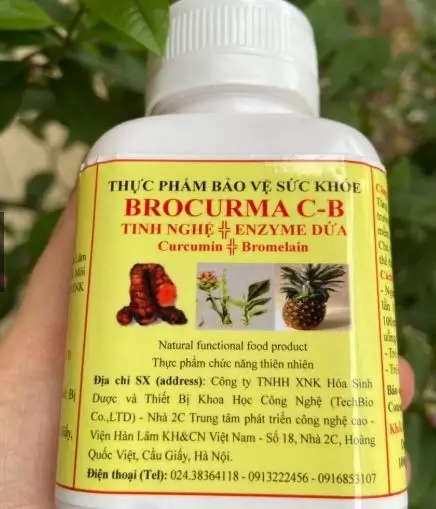 THỰC PHẨM BẢO VỆ SỨC KHỎE
BROCURMA C-B
TINH NGHỆ ╬ ENZYME DỨA
Curcumin ╬ Bromelain
Natural functional food product
Thực phẩm chức năng thiên nhiên
Địa chỉ SX (address): Công ty TNHH XNK Hóa Sinh
Dược và Thiết Bị Khoa Học Công Nghệ (TechBio
Co.,LTD) - Nhà 2C Trung tâm phát triển công nghệ cao -
Viện Hàn Lâm KH&CN Việt Nam - Số 18, Nhà 2C, Hoàng
Quốc Việt, Cầu Giấy, Hà Nội.
Điện thoại (Tel): 024.38364118 - 0913222456 - 0916853107